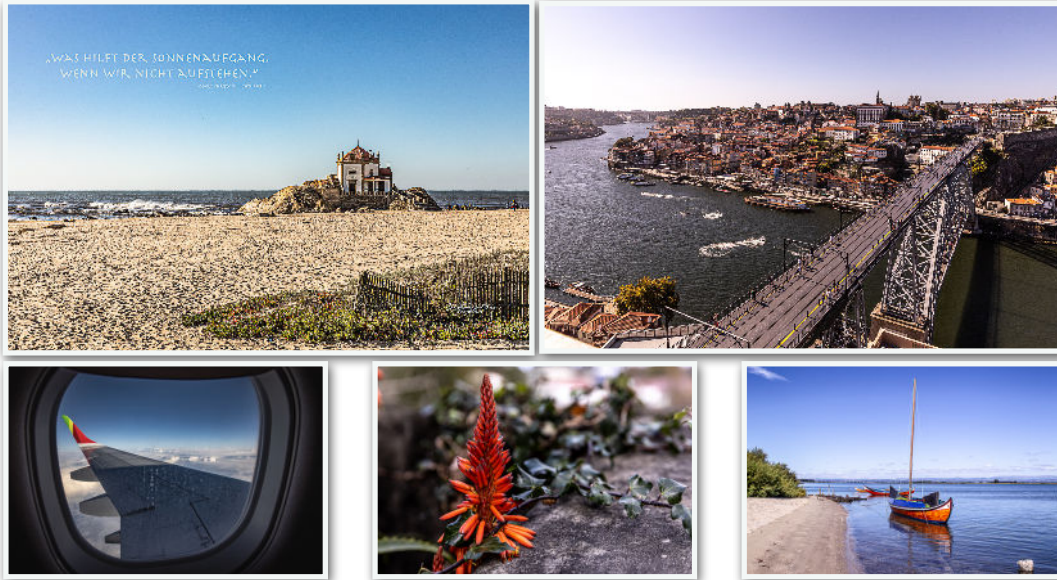 „WAS HILFT DER SONNENAUFGANG,
WENN WIR NICHT AUFSTEHEN.“